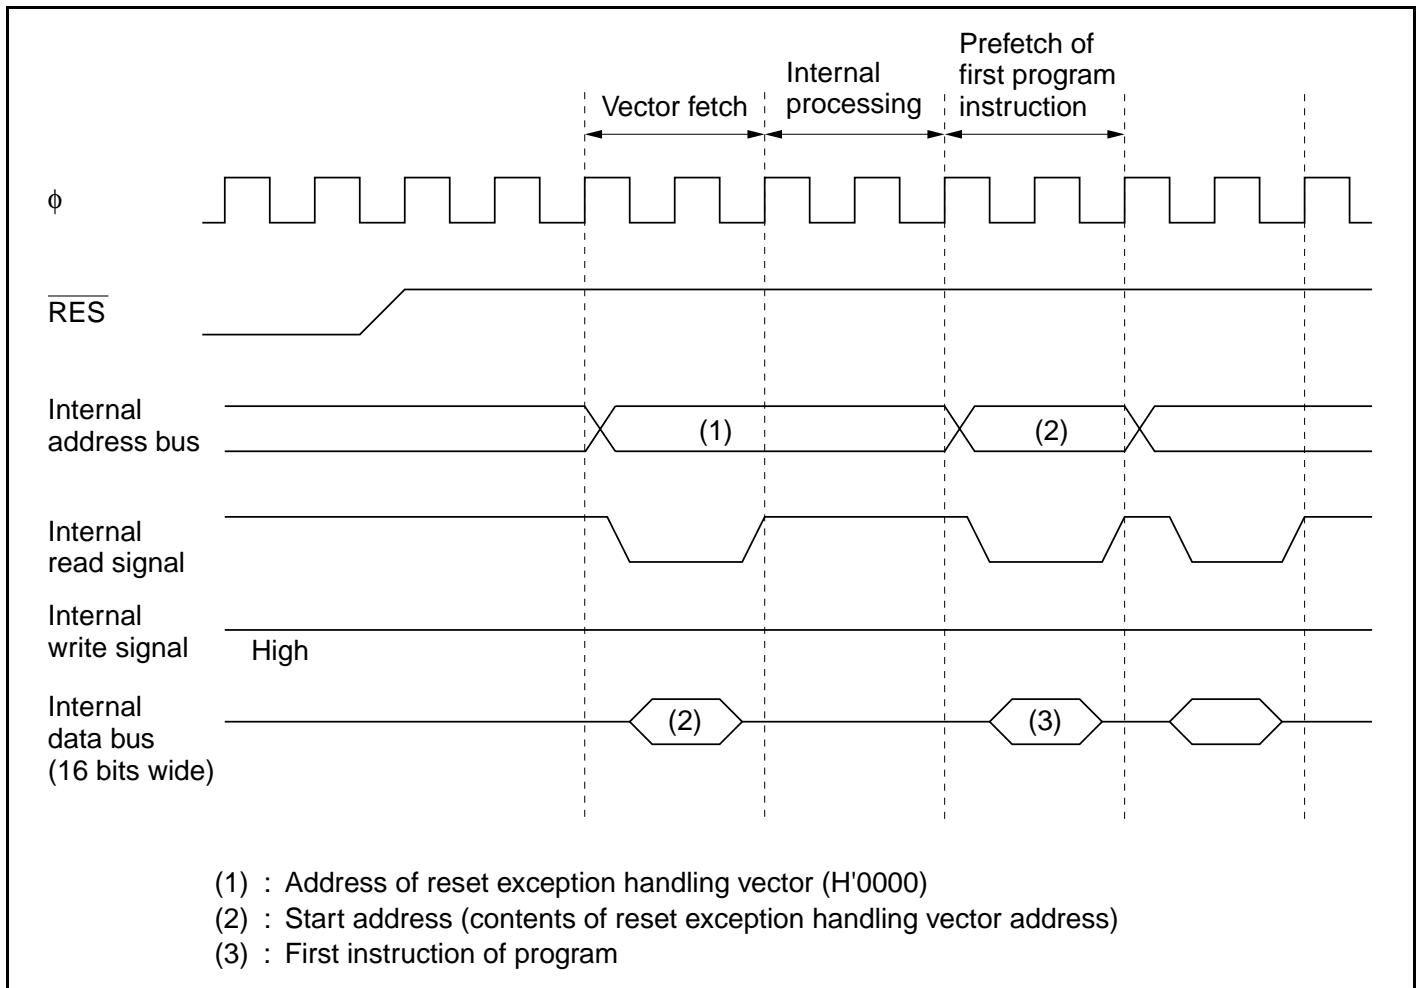 Prefetch of
first program
instruction
Internal
processing
Vector fetch
ϕ
RES
Internal
address bus
(1)
(2)
Internal
read signal
Internal
write signal
High
Internal
data bus
(16 bits wide)
(2)
(3)
(1) : Address of reset exception handling vector (H'0000)
(2) : Start address (contents of reset exception handling vector address)
(3) : First instruction of program